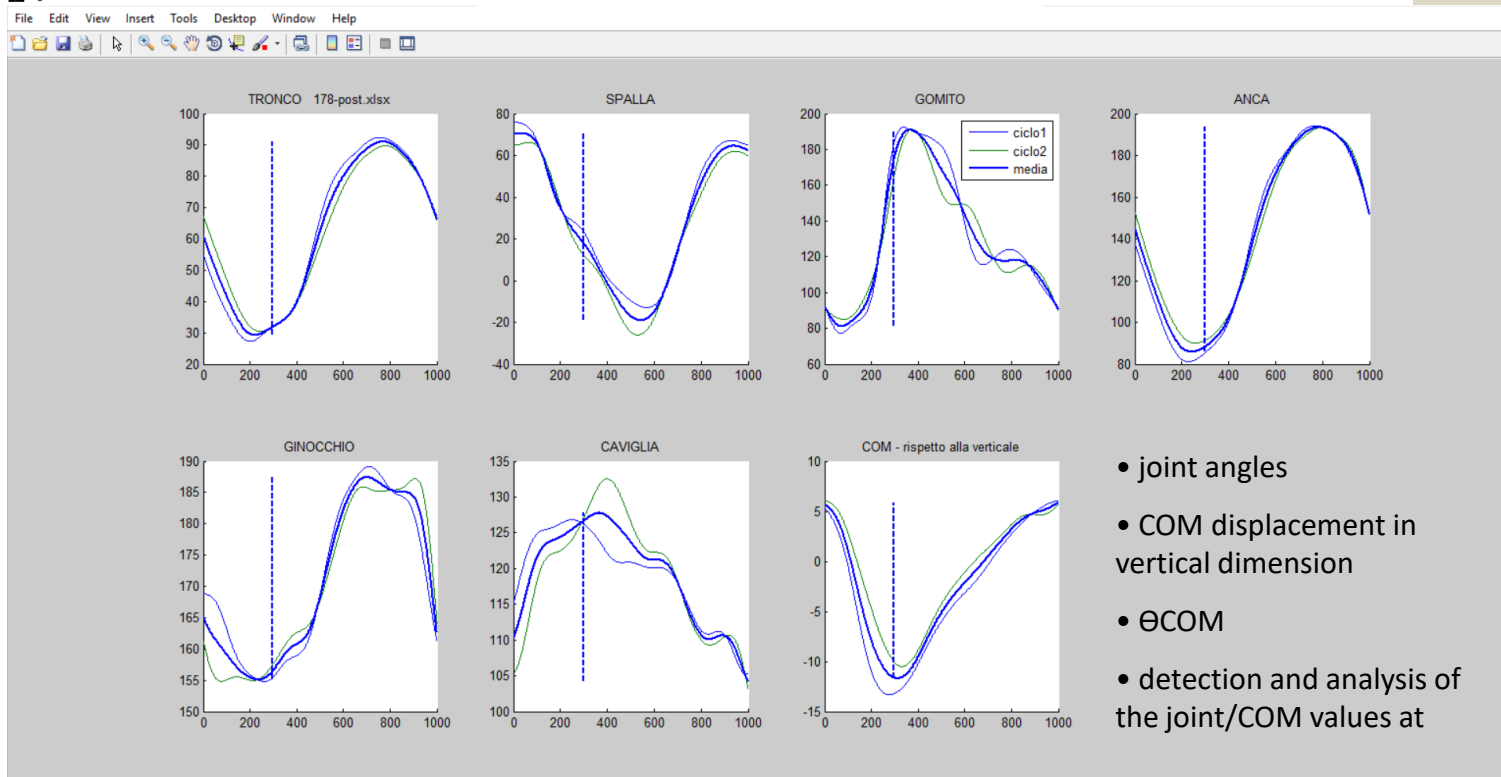 File Edit View Insert Tools Desktop Window Help
TRONCO 178-post.xlsx
100
90
80
70
60
50
40
30
20
0 200 400 600 800 1000
SPALLA
80
60
40
20
0
-20
-40
0 200 400 600 800 1000
GOMITO
200
180
160
140
120
100
80
60
0 200 400 600 800 1000
ciclo1
ciclo2
media
ANCA
200
180
160
140
120
100
80
0 200 400 600 800 1000
GINOCCHIO
190
185
180
175
170
165
160
155
150
0 200 400 600 800 1000
CAVIGLIA
135
130
125
120
115
110
105
100
0 200 400 600 800 1000
COM - rispetto alla verticale
10
5
0
-5
-10
-15
0 200 400 600 800 1000
• joint angles
• COM displacement in
vertical dimension
• ϴCOM
• detection and analysis of
the joint/COM values at